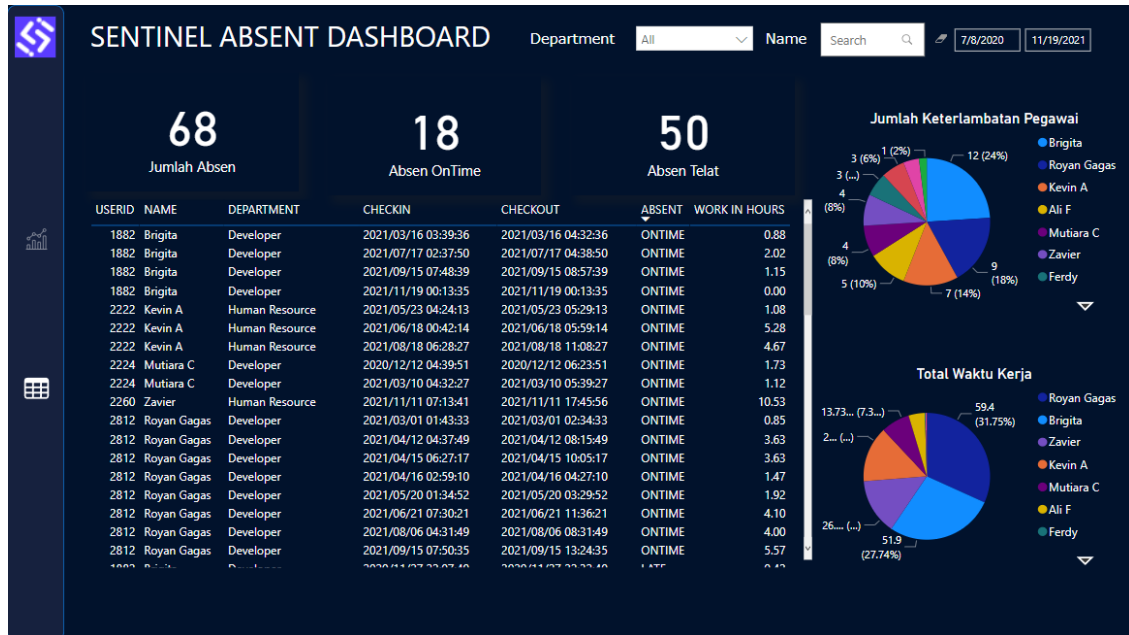 SENTINEL ABSENT DASHBOARD
Department All Name Search 7/8/2020 11/19/2021
68
Jumlah Absen
18
Absen OnTime
50
Absen Telat
USERID NAME DEPARTMENT CHECKIN CHECKOUT ABSENT WORK IN HOURS
1882 Brigita Developer 2021/03/16 03:39:36 2021/03/16 04:32:36 ONTIME 0.88
1882 Brigita Developer 2021/07/17 02:37:50 2021/07/17 04:38:50 ONTIME 2.02
1882 Brigita Developer 2021/09/15 07:48:39 2021/09/15 08:57:39 ONTIME 1.15
1882 Brigita Developer 2021/11/19 00:13:35 2021/11/19 00:13:35 ONTIME 0.00
2222 Kevin A Human Resource 2021/05/23 04:24:13 2021/05/23 05:29:13 ONTIME 1.08
2222 Kevin A Human Resource 2021/06/18 00:42:14 2021/06/18 05:59:14 ONTIME 5.28
2222 Kevin A Human Resource 2021/08/18 06:28:27 2021/08/18 11:08:27 ONTIME 4.67
2224 Mutiara C Developer 2020/12/12 04:39:51 2020/12/12 06:23:51 ONTIME 1.73
2224 Mutiara C Developer 2021/03/10 04:32:27 2021/03/10 05:39:27 ONTIME 1.12
2260 Zavier Human Resource 2021/11/11 07:13:41 2021/11/11 17:45:56 ONTIME 10.53
2812 Royan Gagas Developer 2021/03/01 01:43:33 2021/03/01 02:34:33 ONTIME 0.85
2812 Royan Gagas Developer 2021/04/12 04:37:49 2021/04/12 08:15:49 ONTIME 3.63
2812 Royan Gagas Developer 2021/04/15 06:27:17 2021/04/15 10:05:17 ONTIME 3.63
2812 Royan Gagas Developer 2021/04/16 02:59:10 2021/04/16 04:27:10 ONTIME 1.47
2812 Royan Gagas Developer 2021/05/20 01:34:52 2021/05/20 03:29:52 ONTIME 1.92
2812 Royan Gagas Developer 2021/06/21 07:30:21 2021/06/21 11:36:21 ONTIME 4.10
2812 Royan Gagas Developer 2021/08/06 04:31:49 2021/08/06 08:31:49 ONTIME 4.00
2812 Royan Gagas Developer 2021/09/15 07:50:35 2021/09/15 13:24:35 ONTIME 5.57
Jumlah Keterlambatan Pegawai
12 (24%)
9
(18%)
7 (14%)
5 (10%)
4
(8%)
4
(8%)
3 (...)
3 (6%)
1 (2%)
Brigita
Royan Gagas
Kevin A
Ali F
Mutiara C
Zavier
Ferdy
Total Waktu Kerja
59.4
(31.75%)
51.9
(27.74%)
26.... (...)
2... (...)
13.73... (7.3...)
Royan Gagas
Brigita
Zavier
Kevin A
Mutiara C
Ali F
Ferdy